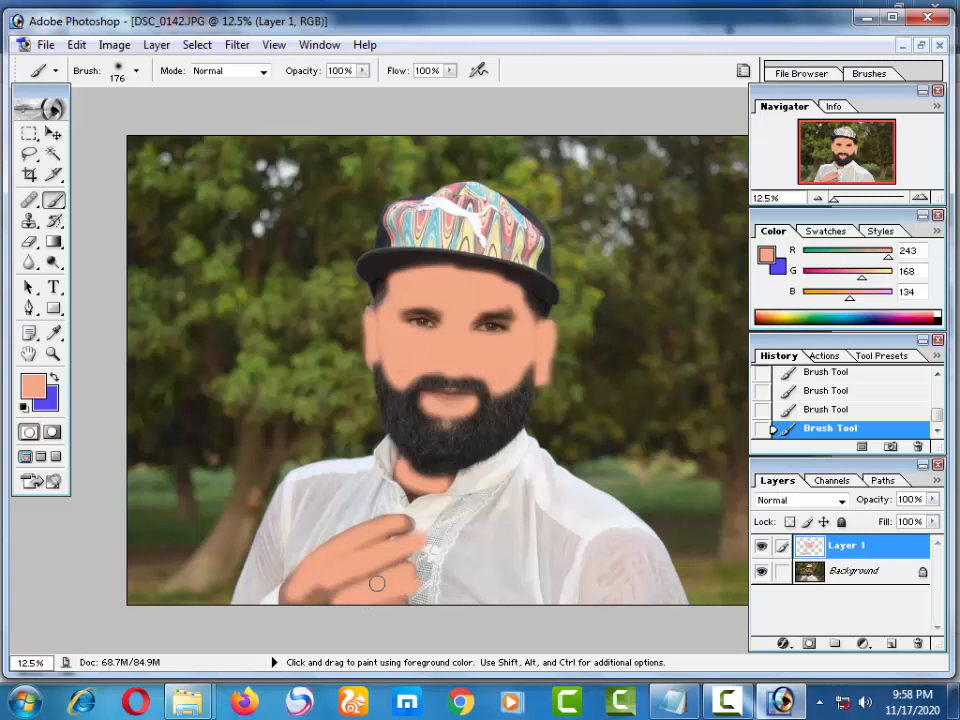 Adobe Photoshop - [DSC_0142.JPG @ 12.5% (Layer 1, RGB)]
File Edit Image Layer Select Filter View Window Help
Brush: 176 Mode: Normal Opacity: 100% Flow: 100% File Browser Brushes
Navigator Info
12.5%
Color Swatches Styles
R 243
G 168
B 134
History Actions Tool Presets
Brush Tool
Brush Tool
Brush Tool
Brush Tool
Layers Channels Paths
Normal Opacity: 100%
Lock: Fill: 100%
Layer 1
Background
12.5% Doc: 68.7M/84.9M Click and drag to paint using foreground color. Use Shift, Alt, and Ctrl for additional options.
9:58 PM
11/17/2020